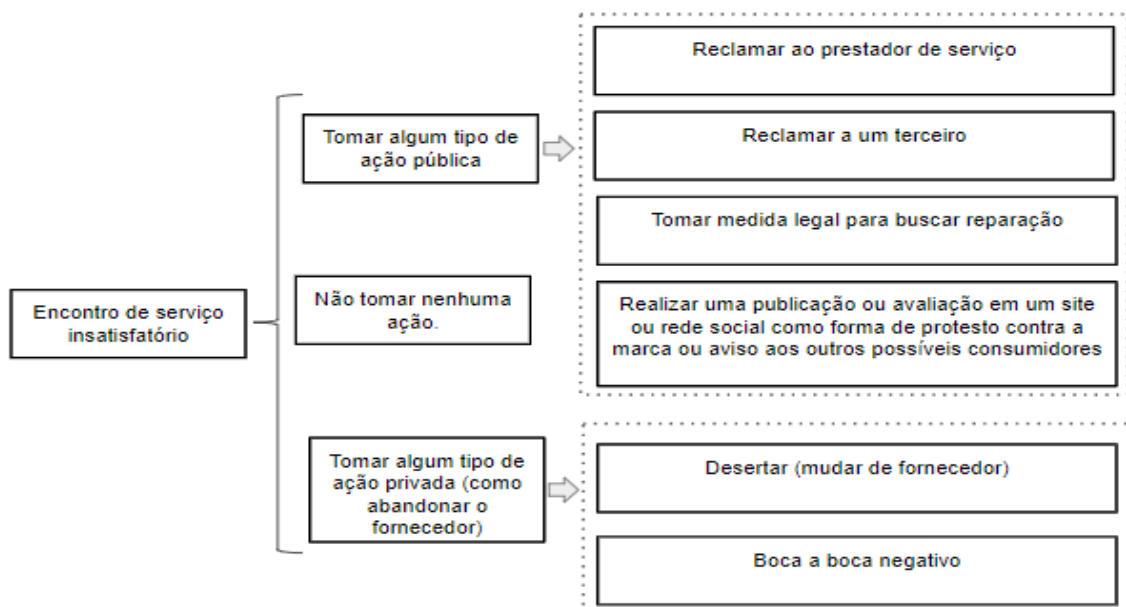 Encontro de serviço
insatisfatório
Tomar algum tipo de
ação pública
Reclamar ao prestador de serviço
Reclamar a um terceiro
Tomar medida legal para buscar reparação
Realizar uma publicação ou avaliação em um site
ou rede social como forma de protesto contra a
marca ou aviso aos outros possíveis consumidores
Não tomar nenhuma
ação.
Tomar algum tipo de
ação privada (como
abandonar o
fornecedor)
Desertar (mudar de fornecedor)
Boca a boca negativo